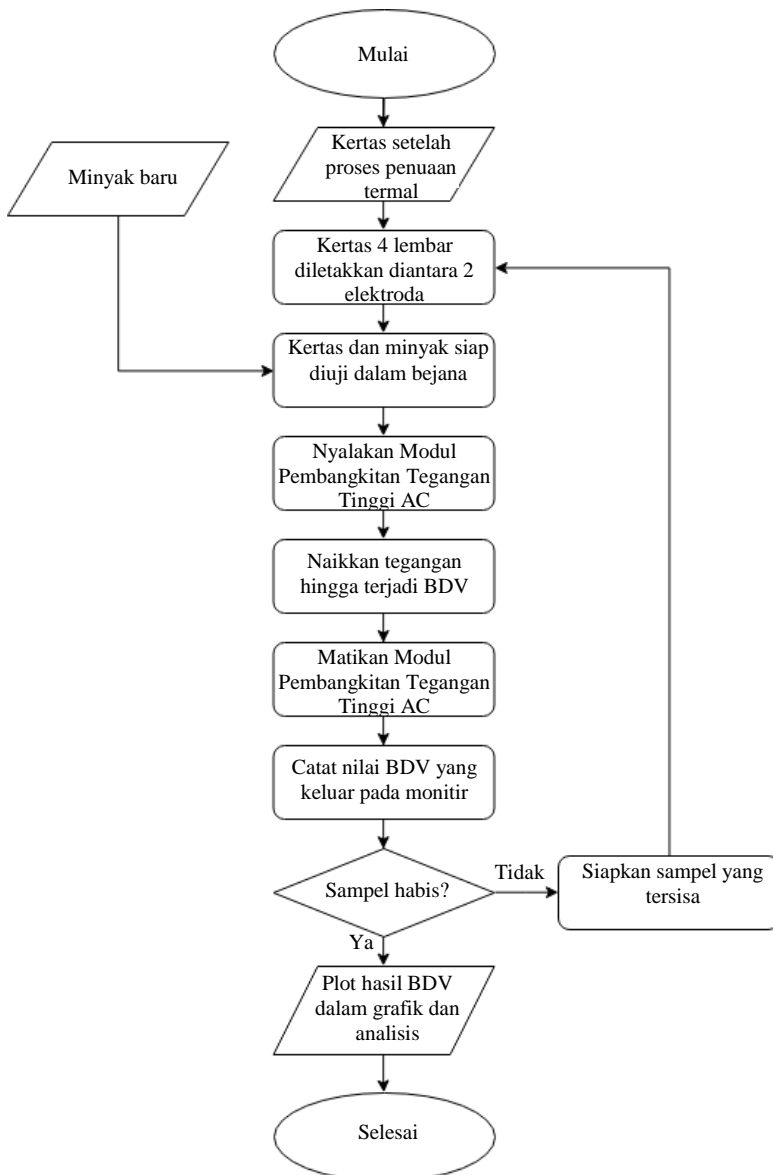 Mulai
Kertas setelah
proses penuaan
termal
Minyak baru
Kertas 4 lembar
diletakkan diantara 2
elektroda
Kertas dan minyak siap
diuji dalam bejana
Nyalakan Modul
Pembangkitan Tegangan
Tinggi AC
Naikkan tegangan
hingga terjadi BDV
Matikan Modul
Pembangkitan Tegangan
Tinggi AC
Catat nilai BDV yang
keluar pada monitir
Sampel habis?
Tidak
Siapkan sampel yang
tersisa
Ya
Plot hasil BDV
dalam grafik dan
analisis
Selesai